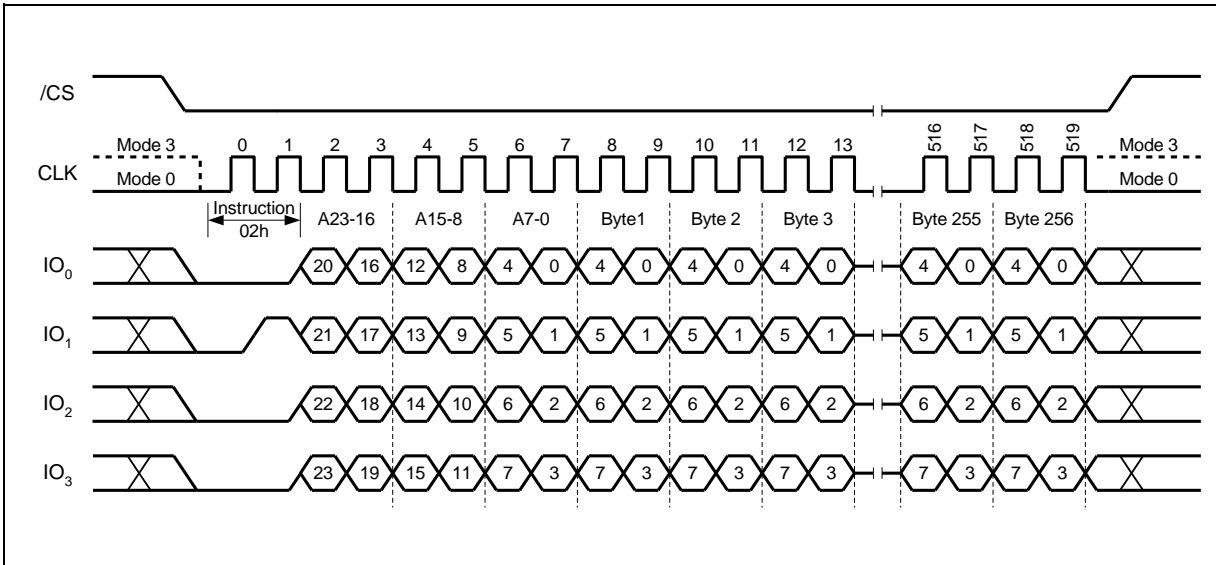 /CS
Mode 3 0 1 2 3 4 5 6 7 8 9 10 11 12 13 516 517 518 519 Mode 3
CLK
Mode 0 Mode 0
Instruction
02h
A23-16 A15-8 A7-0 Byte1 Byte 2 Byte 3 Byte 255 Byte 256
IO0 20 16 12 8 4 0 4 0 4 0 4 0 4 0 4 0
IO1 21 17 13 9 5 1 5 1 5 1 5 1 5 1 5 1
IO2 22 18 14 10 6 2 6 2 6 2 6 2 6 2 6 2
IO3 23 19 15 11 7 3 7 3 7 3 7 3 7 3 7 3